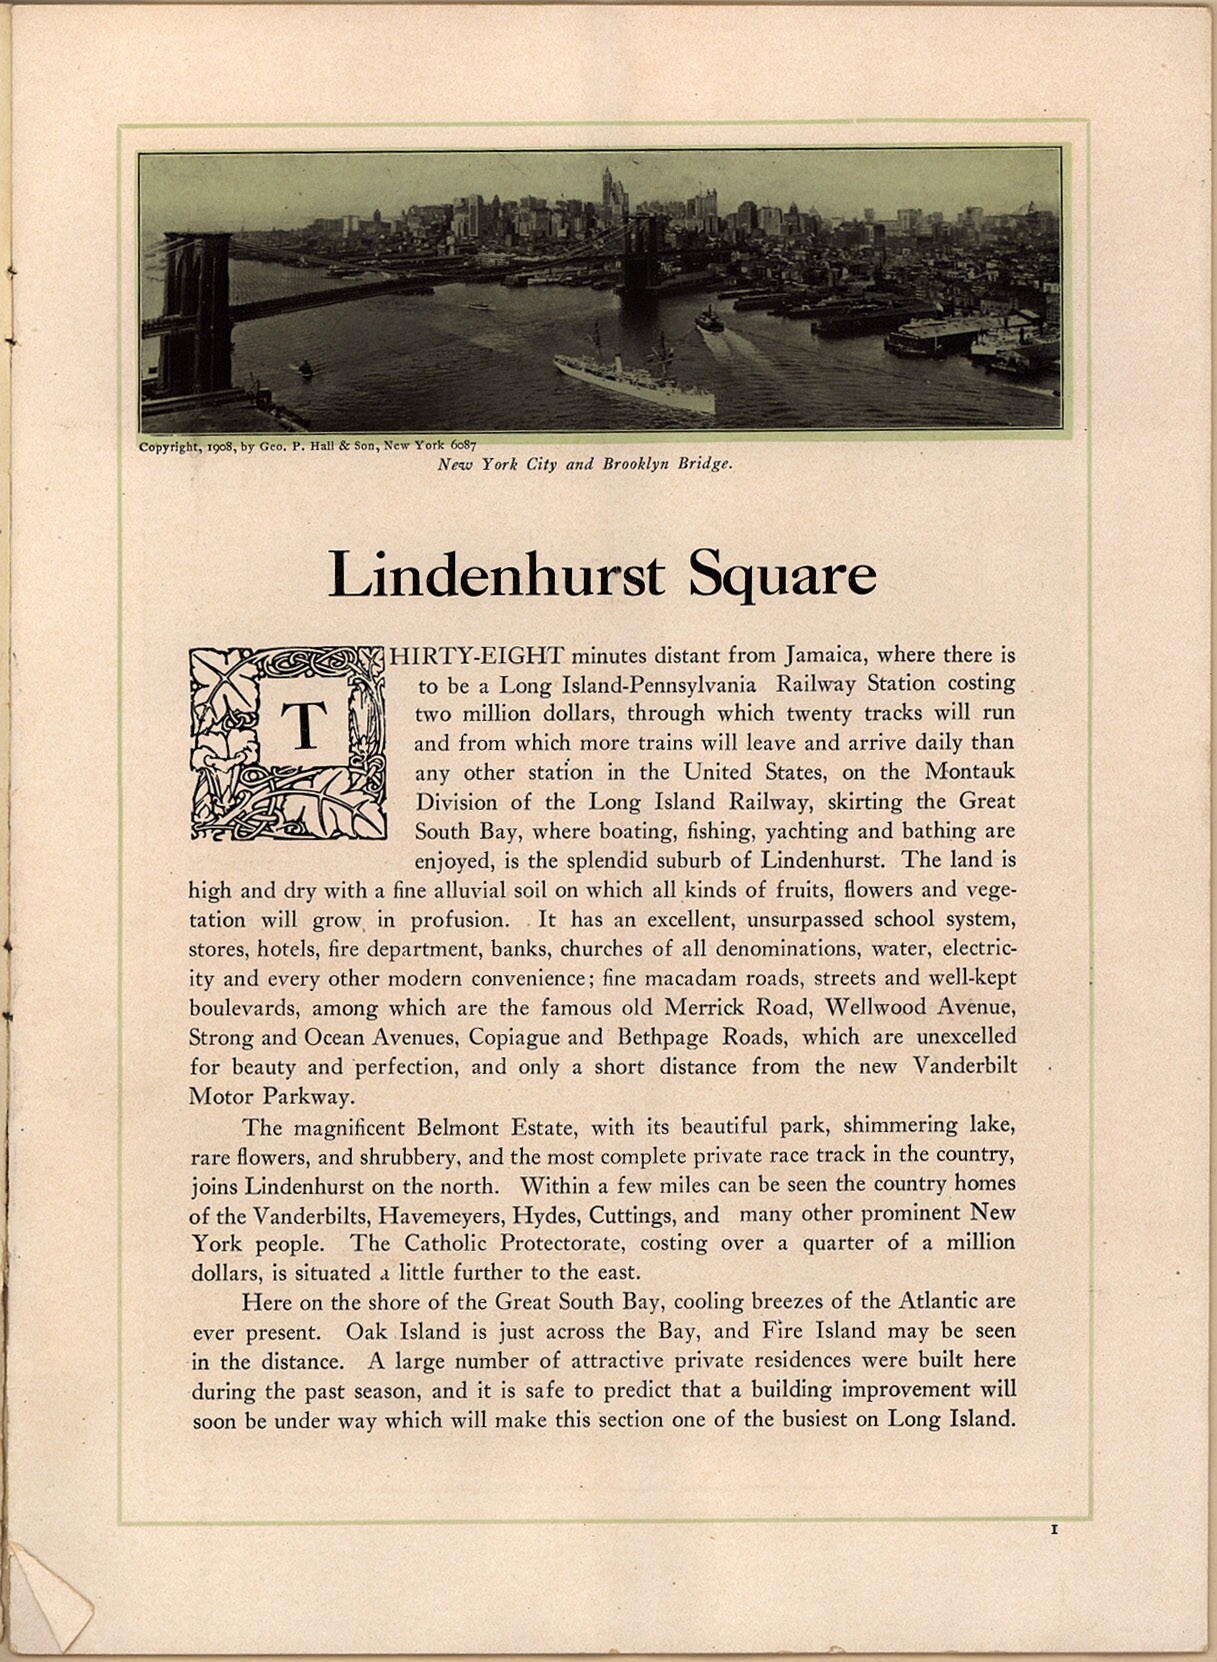 Copyright, 1908, by Geo. P. Hall & Son, New York 6087
New York City and Brooklyn Bridge.
Lindenhurst Square
THIRTY-EIGHT minutes distant from Jamaica, where there is
to be a Long Island-Pennsylvania Railway Station costing
two million dollars, through which twenty tracks will run
and from which more trains will leave and arrive daily than
any other station in the United States, on the Montauk
Division of the Long Island Railway, skirting the Great
South Bay, where boating, fishing, yachting and bathing are
enjoyed, is the splendid suburb of Lindenhurst. The land is
high and dry with a fine alluvial soil on which all kinds of fruits, flowers and vege-
tation will grow in profusion. It has an excellent, unsurpassed school system,
stores, hotels, fire department, banks, churches of all denominations, water, electric-
ity and every other modern convenience; fine macadam roads, streets and well-kept
boulevards, among which are the famous old Merrick Road, Wellwood Avenue,
Strong and Ocean Avenues, Copiague and Bethpage Roads, which are unexcelled
for beauty and perfection, and only a short distance from the new Vanderbilt
Motor Parkway.
The magnificent Belmont Estate, with its beautiful park, shimmering lake,
rare flowers, and shrubbery, and the most complete private race track in the country,
joins Lindenhurst on the north. Within a few miles can be seen the country homes
of the Vanderbilts, Havemeyers, Hydes, Cuttings, and many other prominent New
York people. The Catholic Protectorate, costing over a quarter of a million
dollars, is situated a little further to the east.
Here on the shore of the Great South Bay, cooling breezes of the Atlantic are
ever present. Oak Island is just across the Bay, and Fire Island may be seen
in the distance. A large number of attractive private residences were built here
during the past season, and it is safe to predict that a building improvement will
soon be under way which will make this section one of the busiest on Long Island.
1